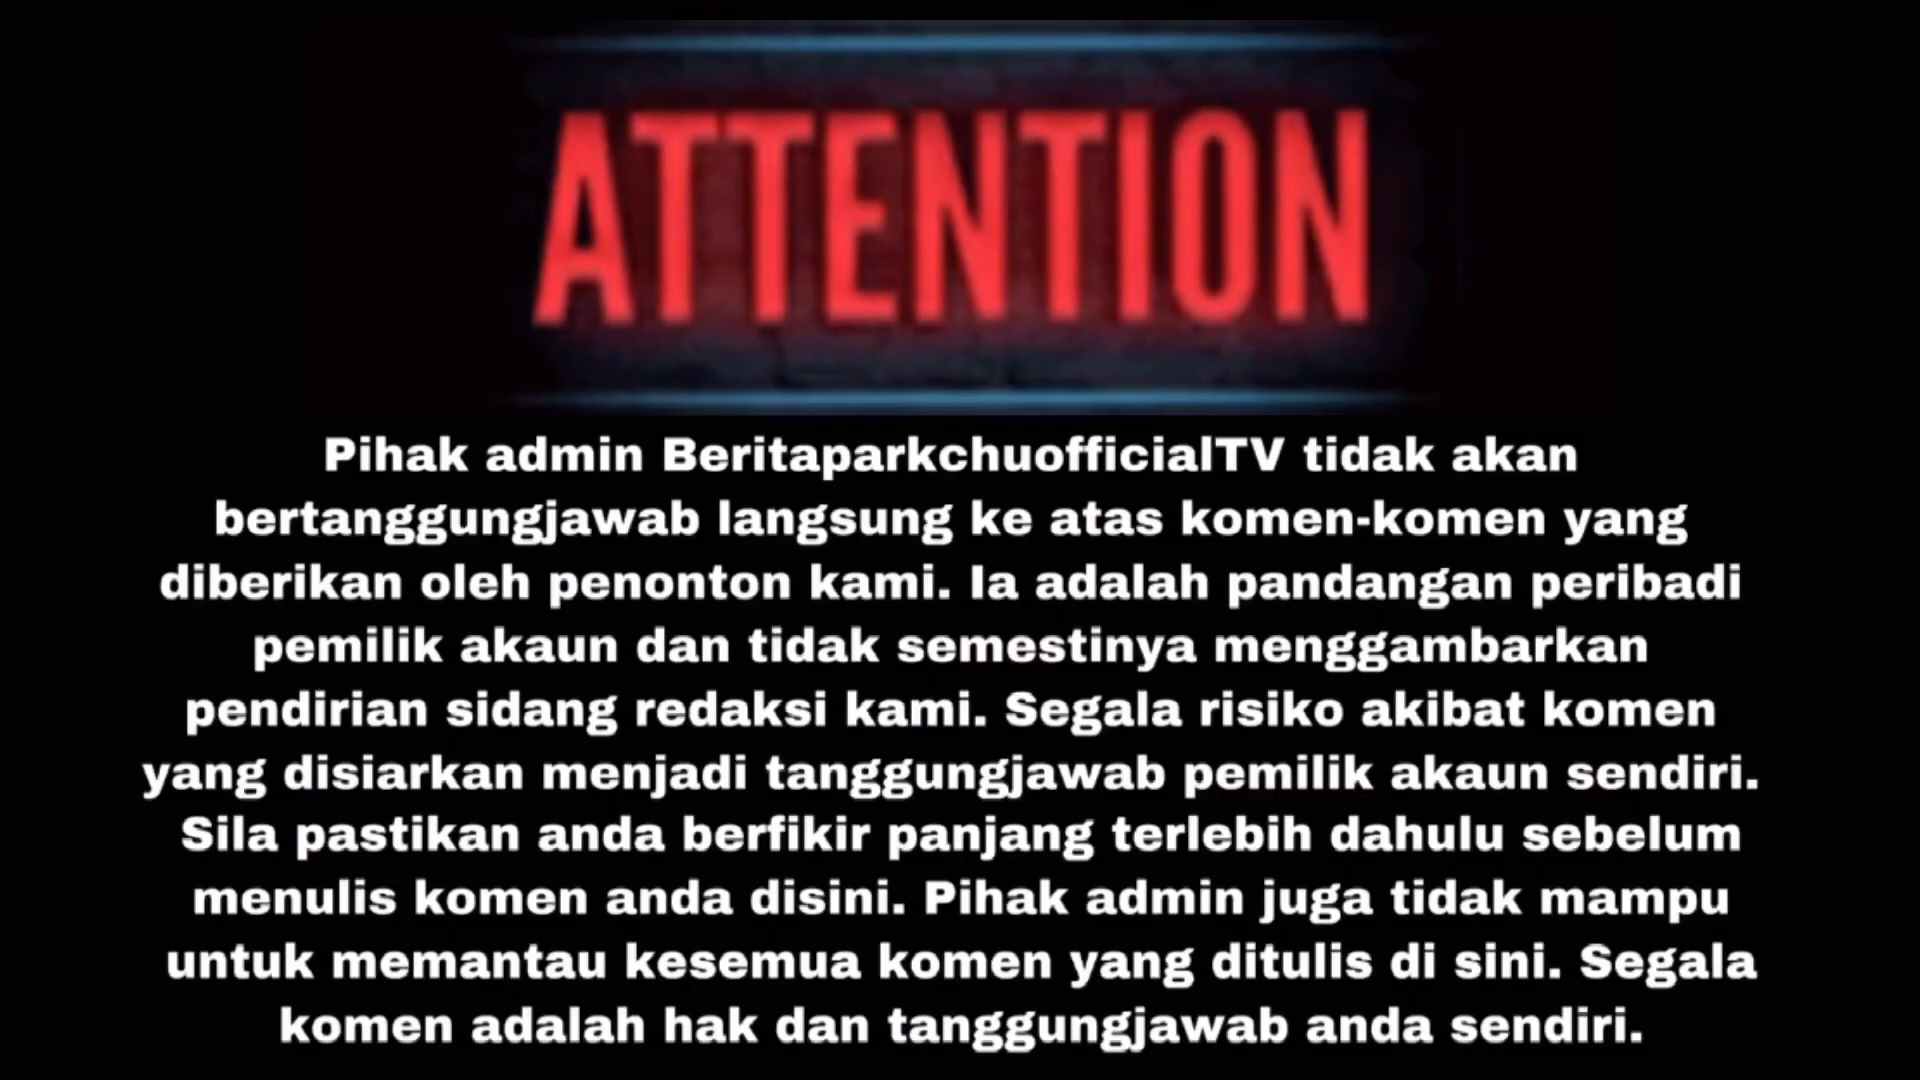 ATTENTION
Pihak admin BeritaparkchuofficialTV tidak akan
bertanggungjawab langsung ke atas komen-komen yang
diberikan oleh penonton kami. Ia adalah pandangan peribadi
pemilik akaun dan tidak semestinya menggambarkan
pendirian sidang redaksi kami. Segala risiko akibat komen
yang disiarkan menjadi tanggungjawab pemilik akaun sendiri.
Sila pastikan anda berfikir panjang terlebih dahulu sebelum
menulis komen anda disini. Pihak admin juga tidak mampu
untuk memantau kesemua komen yang ditulis di sini. Segala
komen adalah hak dan tanggungjawab anda sendiri.